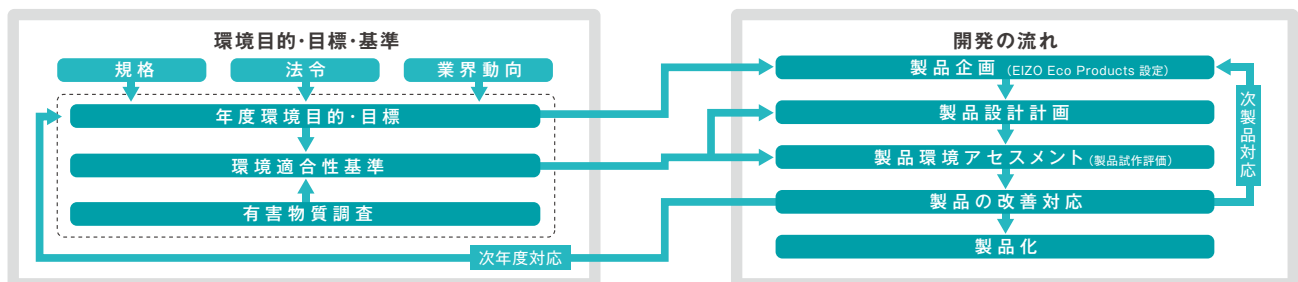 環境目的・目標・基準
規格
法令
業界動向
年度環境目的・目標
環境適合性基準
有害物質調査
次年度対応
開発の流れ
製品企画（EIZO Eco Products 設定）
製品設計計画
製品環境アセスメント（製品試作評価）
製品の改善対応
製品化
次製品対応